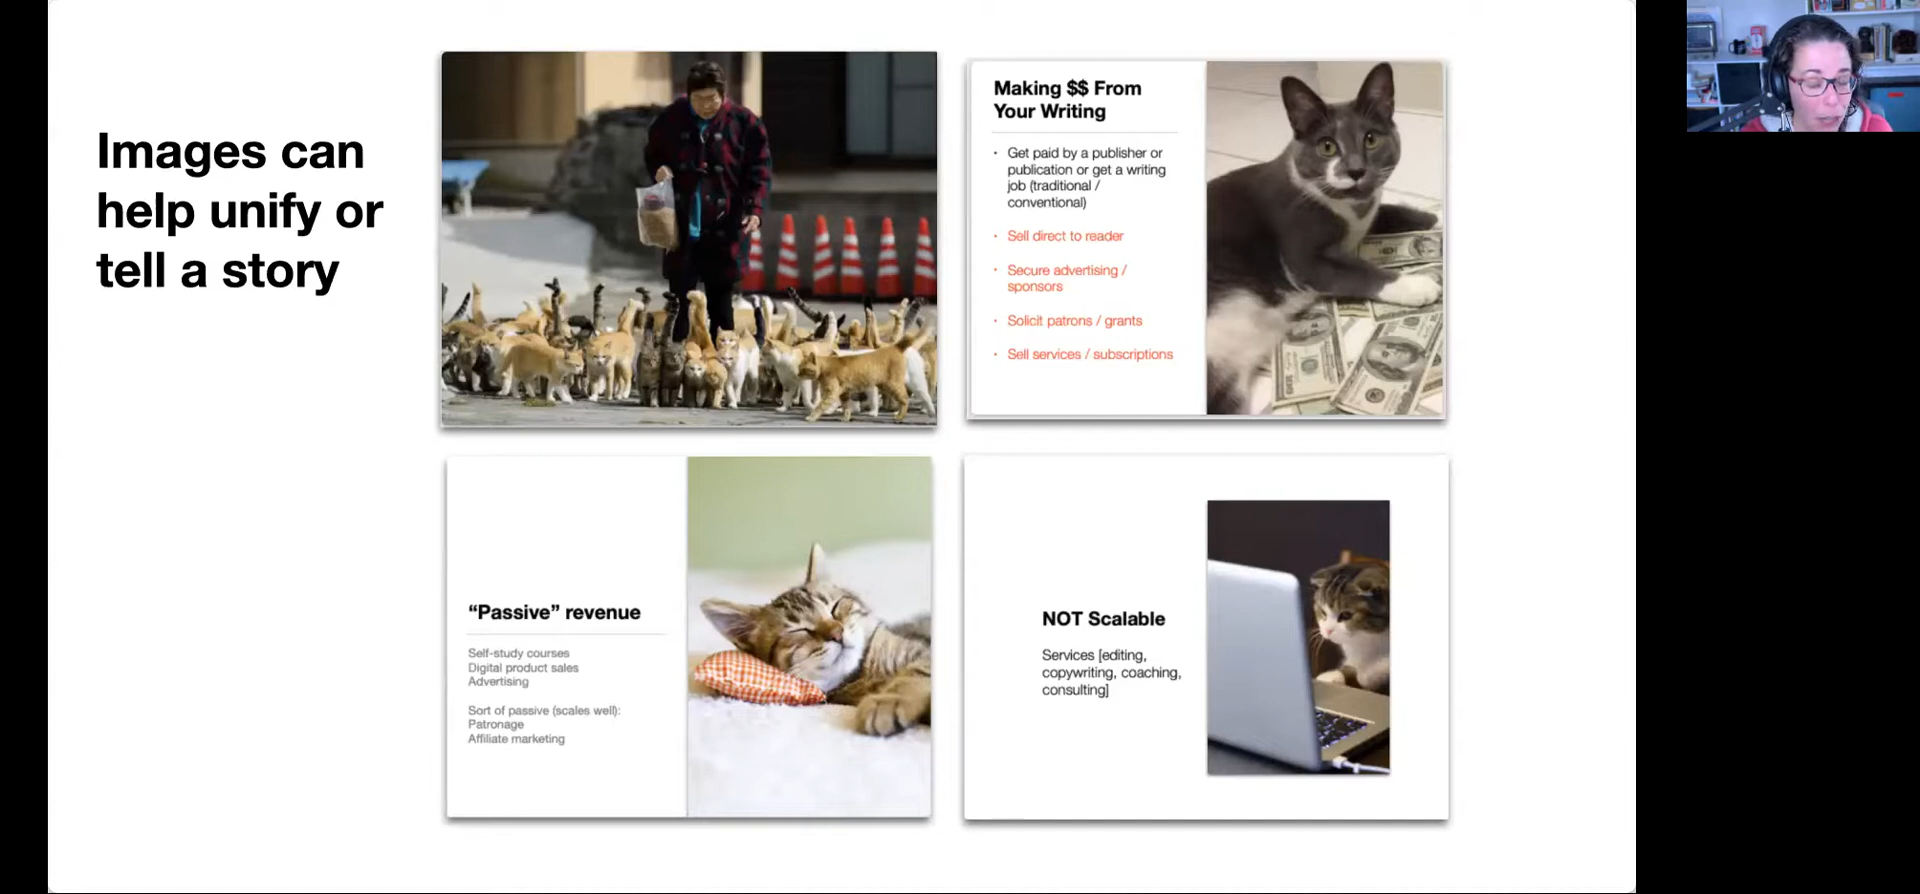 Images can
help unify or
tell a story
Making $$ From
Your Writing
• Get paid by a publisher or
publication or get a writing
job (traditional /
conventional)
• Sell direct to reader
• Secure advertising /
sponsors
• Solicit patrons / grants
• Sell services / subscriptions
“Passive” revenue
Self-study courses
Digital product sales
Advertising
Sort of passive (scales well):
Patronage
Affiliate marketing
NOT Scalable
Services [editing,
copywriting, coaching,
consulting]